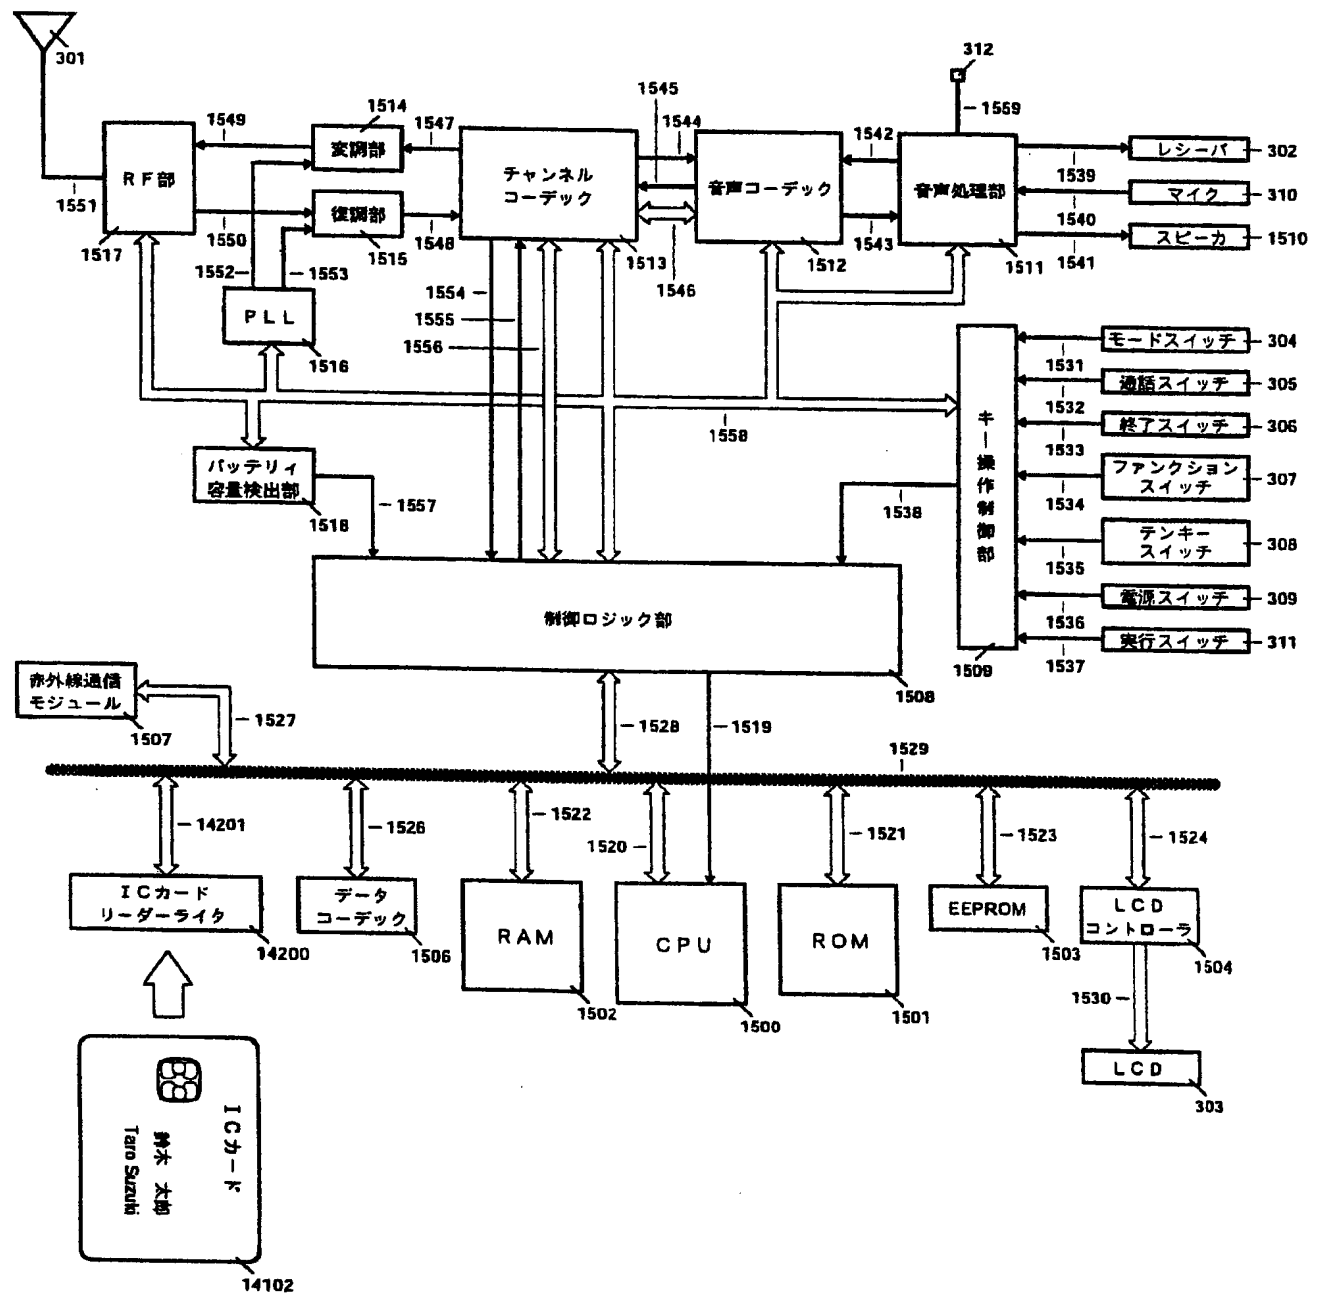 301
312
1559
1545
1544
1514
1549
1547
1542
変調部
RF部
チャンネル
コーデック
音声コーデック
音声処理部
レシーバ
302
1539
マイク
310
1540
スピーカ
1510
1541
1551
復調部
1550
1548
1517
1515
1513
1546
1512
1543
1511
1552
1553
PLL
1516
1554
1555
1556
1558
モードスイッチ
304
1531
通話スイッチ
305
1532
終了スイッチ
306
1533
ファンクション
スイッチ
307
1534
テンキー
スイッチ
308
1535
電源スイッチ
309
1536
実行スイッチ
311
1537
キー操作制御部
1509
1538
バッテリィ
容量検出部
1518
1557
制御ロジック部
1508
赤外線通信
モジュール
1507
1527
1528
1519
1529
14201
1526
1522
1520
1521
1523
1524
ICカード
リーダーライタ
14200
データ
コーデック
1506
RAM
1502
CPU
1500
ROM
1501
EEPROM
1503
LCD
コントローラ
1504
1530
LCD
303
ICカード
鈴木 太郎
Taro Suzuki
14102